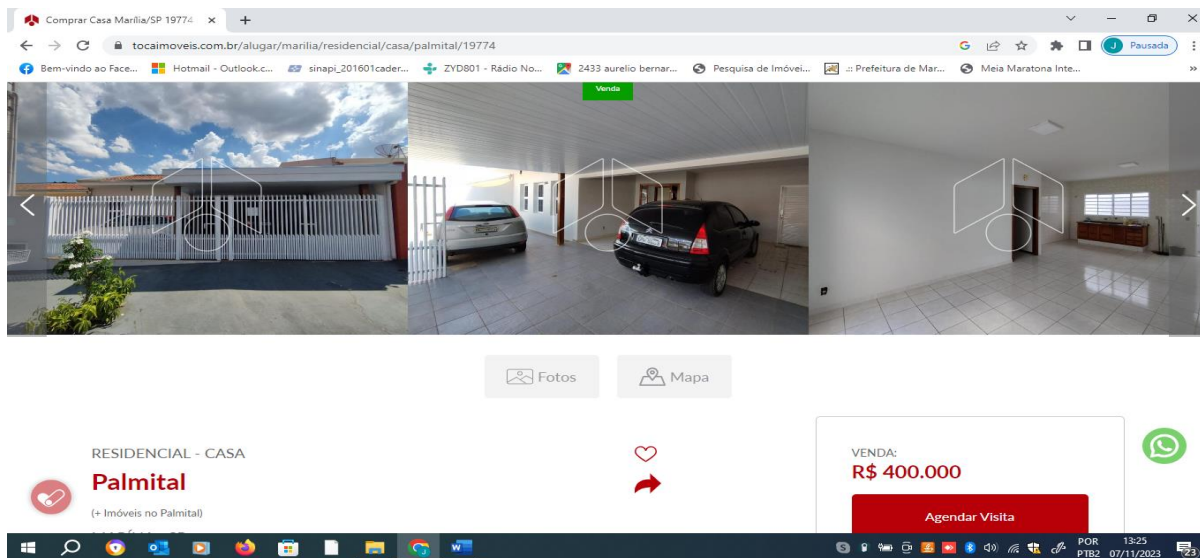 Comprar Casa Marília/SP 19774
tocaimoveis.com.br/alugar/marilia/residencial/casa/palmital/19774
J Pausada
Bem-vindo ao Face...
Hotmail - Outlook.c...
sinapi_201601cader...
ZYD801 - Rádio No...
2433 aurelio bernar...
Pesquisa de Imóvei...
.:: Prefeitura de Mar...
Meia Maratona Inte...
Venda
Fotos
Mapa
RESIDENCIAL - CASA
Palmital
(+ Imóveis no Palmital)
VENDA:
R$ 400.000
Agendar Visita
POR
PTB2
13:25
07/11/2023
23